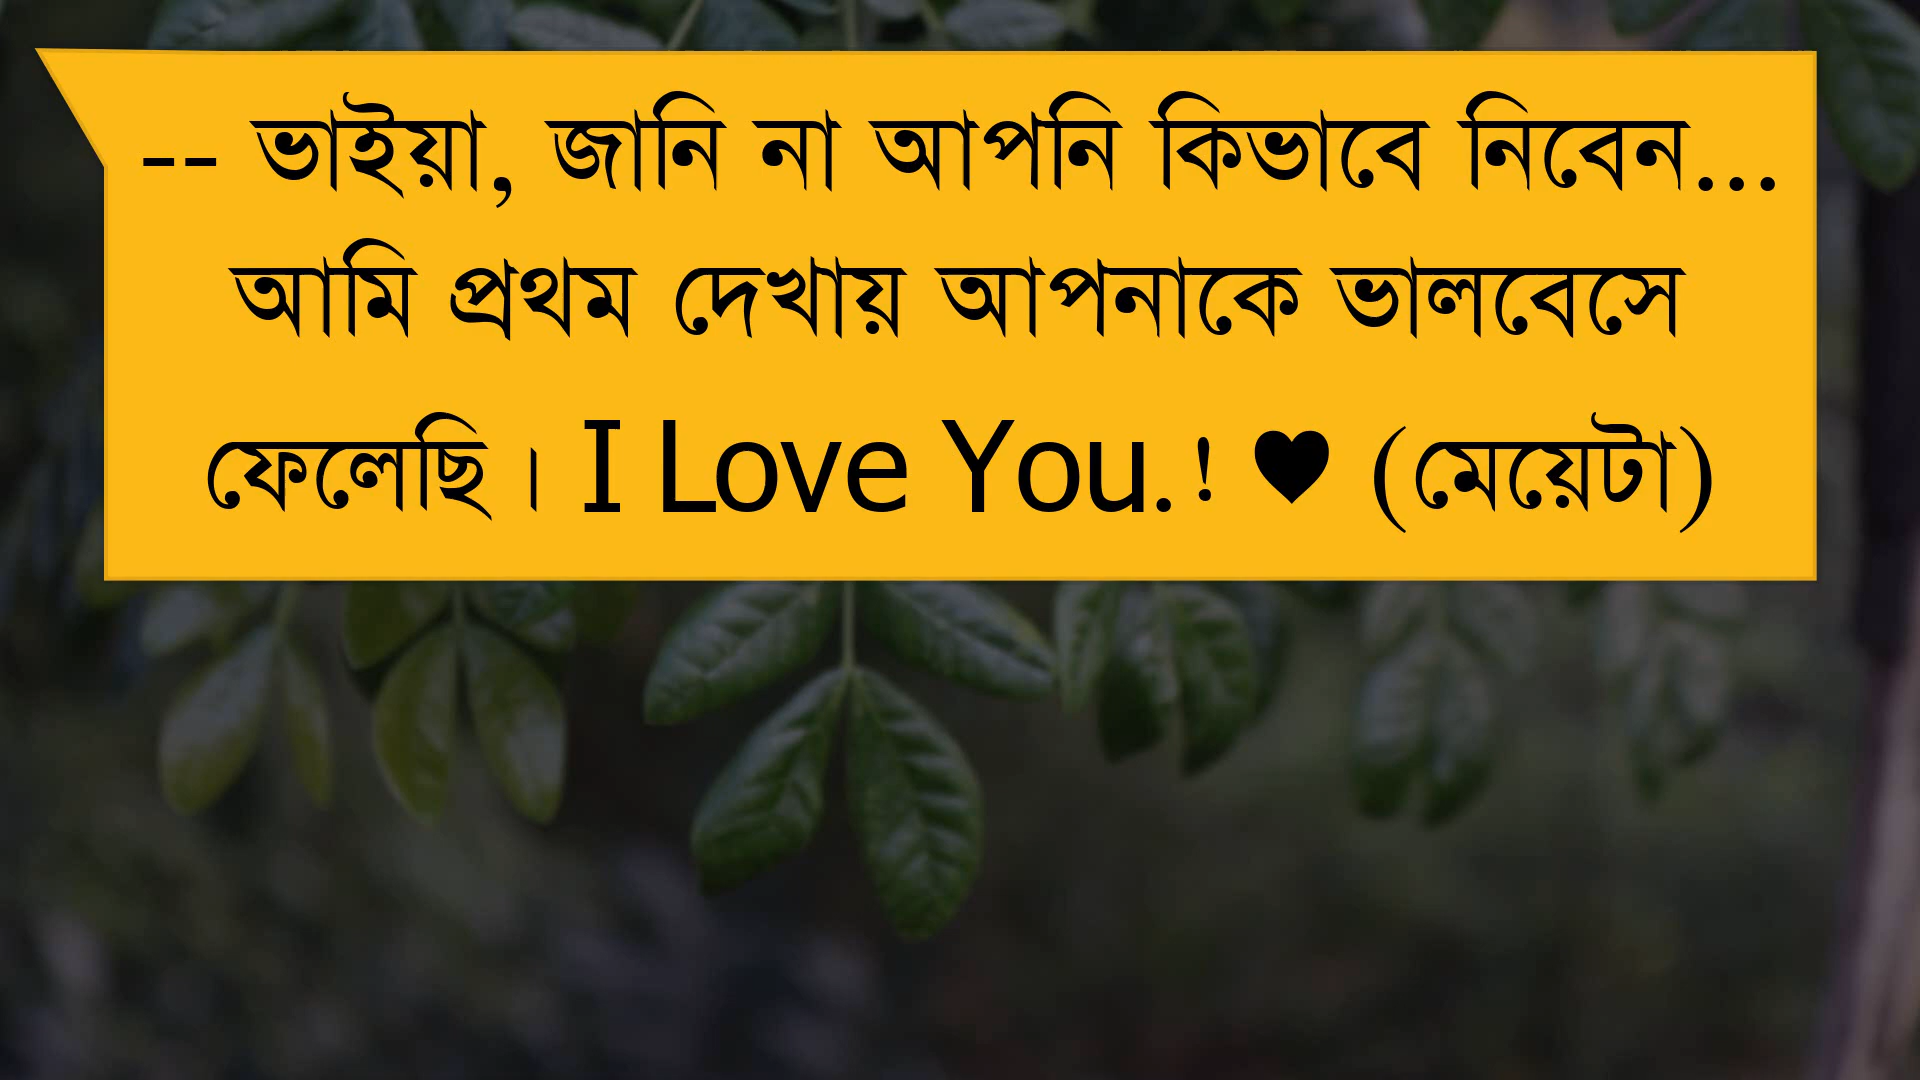 -- ভাইয়া, জানি না আপনি কিভাবে নিবেন...
আমি প্রথম দেখায় আপনাকে ভালবেসে
ফেলেছি। I Love You.! ♥ (মেয়েটা)